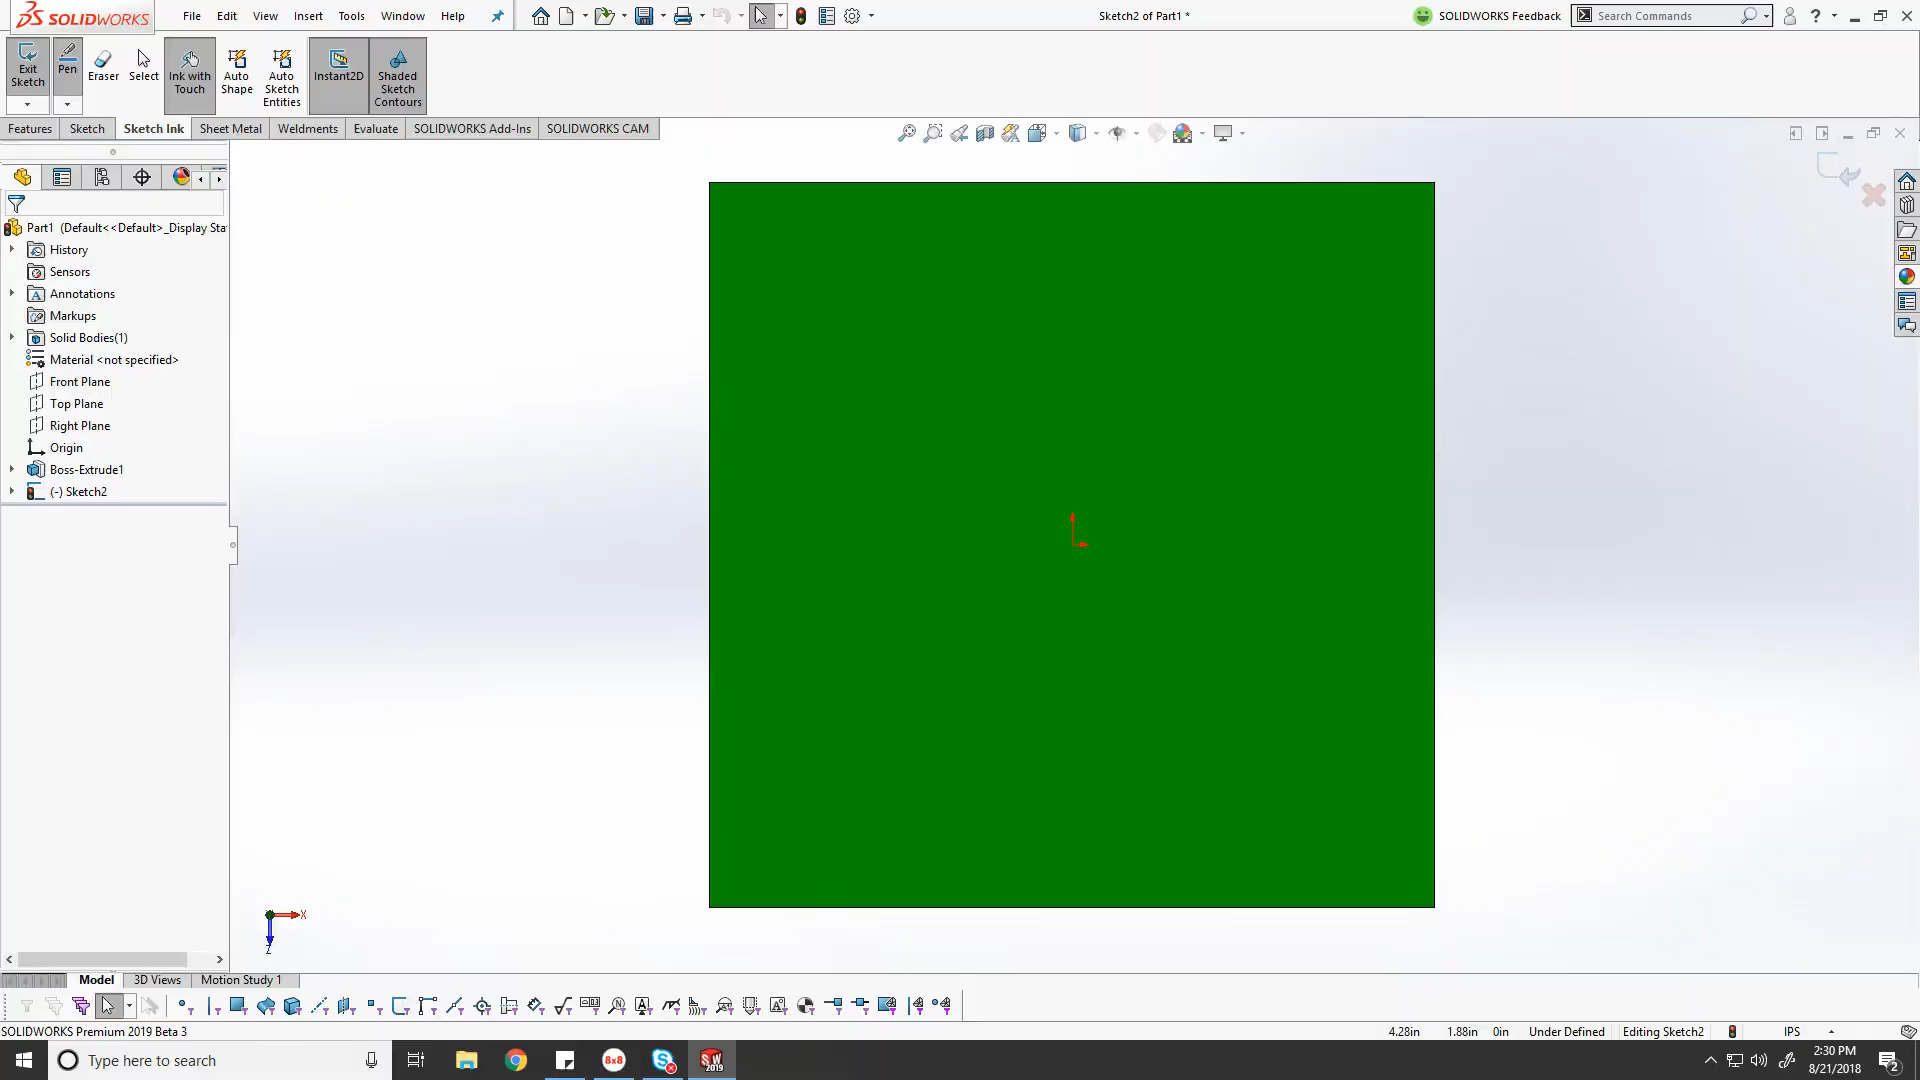 SOLIDWORKS File Edit View Insert Tools Window Help Sketch2 of Part1 * SOLIDWORKS Feedback Search Commands ?
Exit Sketch Pen Eraser Select Ink with Touch Auto Shape Auto Sketch Entities Instant2D Shaded Sketch Contours
Features Sketch Sketch Ink Sheet Metal Weldments Evaluate SOLIDWORKS Add-Ins SOLIDWORKS CAM
Part1 (Default<<Default>_Display Sta
History
Sensors
Annotations
Markups
Solid Bodies(1)
Material <not specified>
Front Plane
Top Plane
Right Plane
Origin
Boss-Extrude1
(-) Sketch2
X
Z
Model 3D Views Motion Study 1
SOLIDWORKS Premium 2019 Beta 3 4.28in 1.88in 0in Under Defined Editing Sketch2 IPS
Type here to search 8x8 SW 2019 2:30 PM
8/21/2018 2